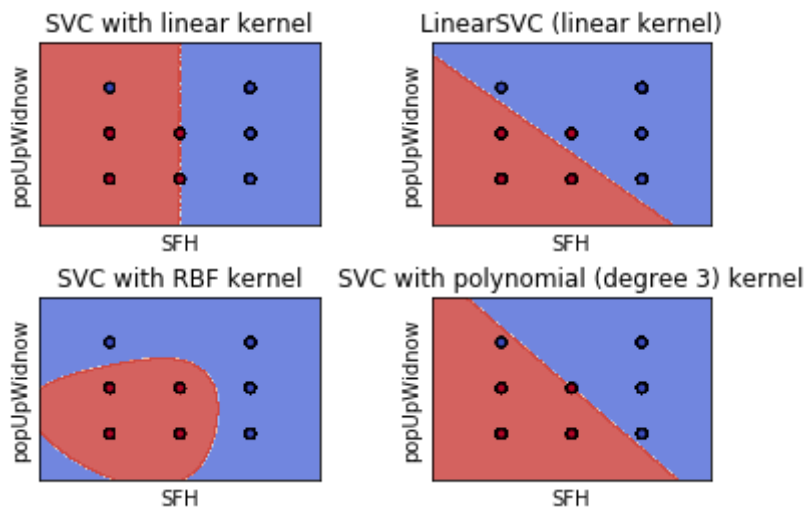 SVC with linear kernel
LinearSVC (linear kernel)
popUpWidnow
popUpWidnow
SFH
SFH
SVC with RBF kernel
SVC with polynomial (degree 3) kernel
popUpWidnow
popUpWidnow
SFH
SFH